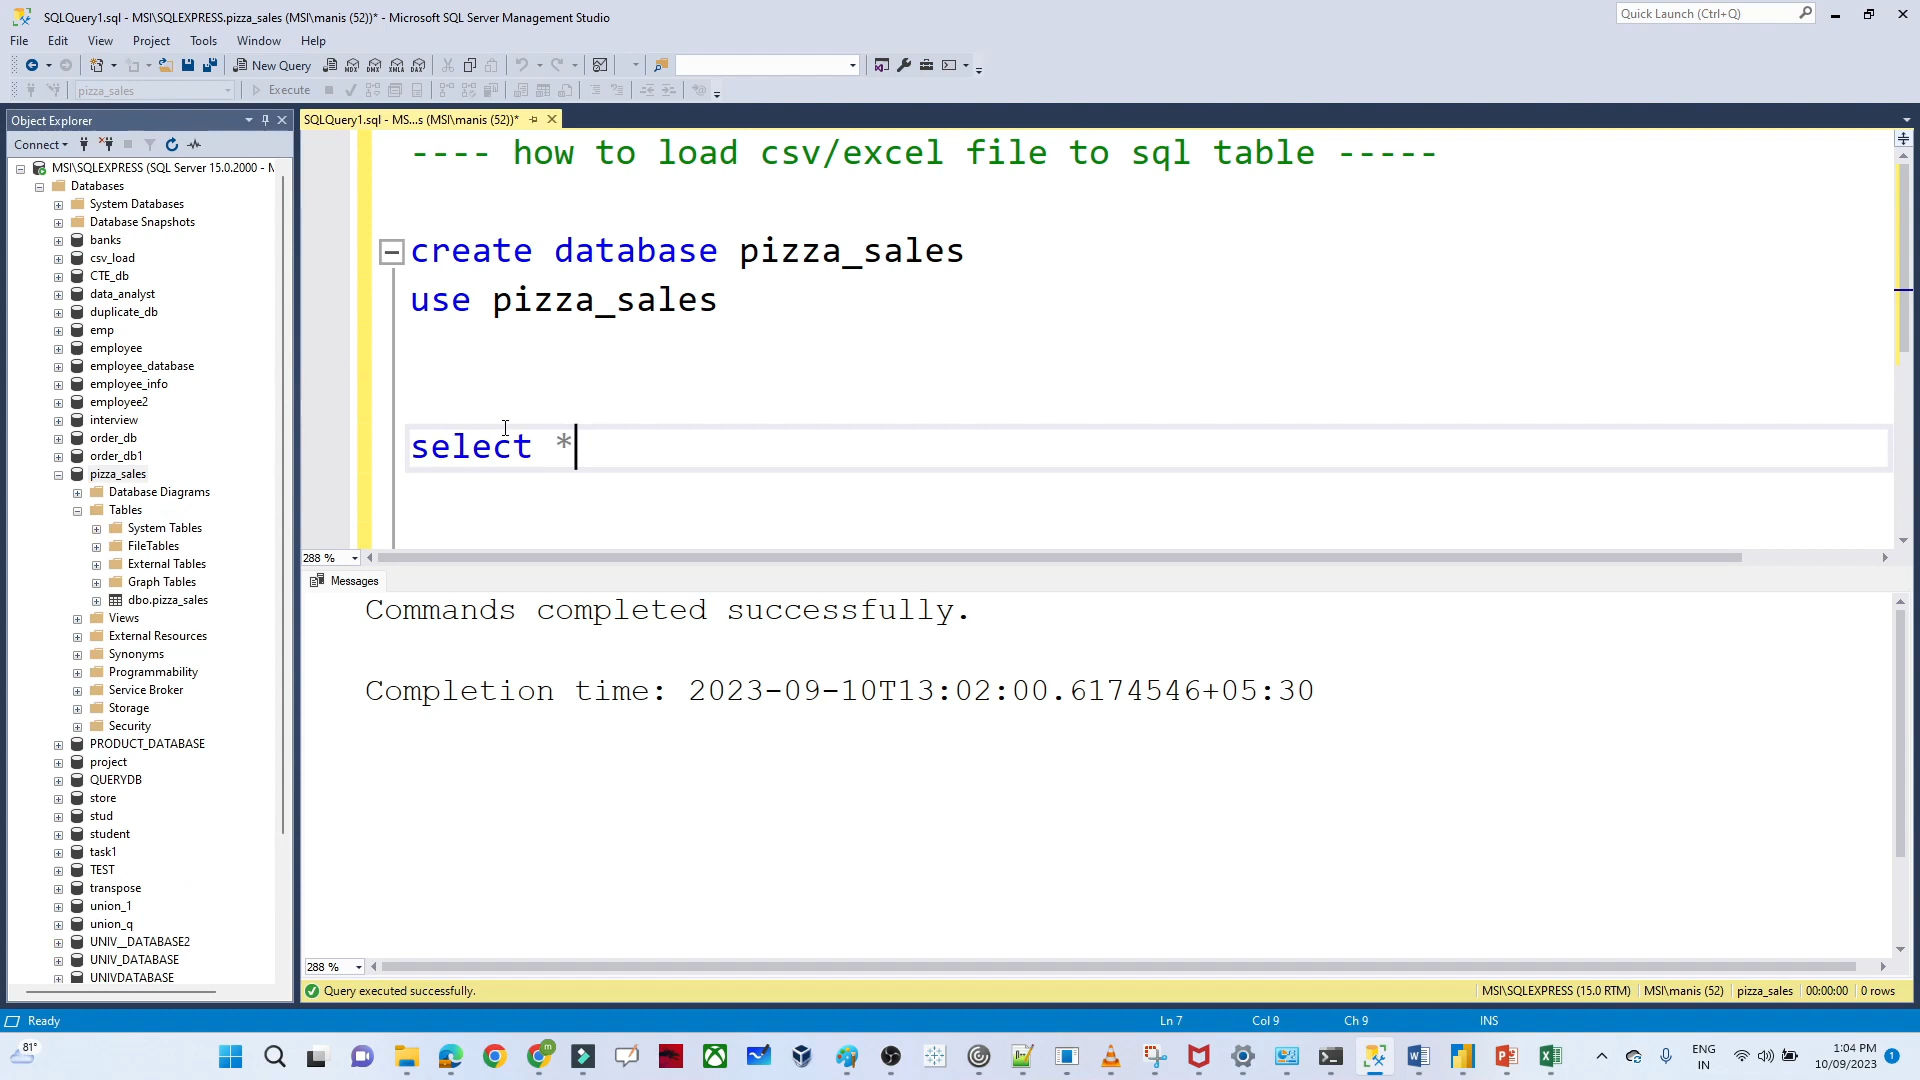 SQLQuery1.sql - MSI\SQLEXPRESS.pizza_sales (MSI\manis (52))* - Microsoft SQL Server Management Studio
Quick Launch (Ctrl+Q)
File Edit View Project Tools Window Help
New Query
MDX DMX XMLA DAX
pizza_sales Execute
Object Explorer
SQLQuery1.sql - MS...s (MSI\manis (52))*
Connect
MSI\SQLEXPRESS (SQL Server 15.0.2000 - M
Databases
System Databases
Database Snapshots
banks
csv_load
CTE_db
data_analyst
duplicate_db
emp
employee
employee_database
employee_info
employee2
interview
order_db
order_db1
pizza_sales
Database Diagrams
Tables
System Tables
FileTables
External Tables
Graph Tables
dbo.pizza_sales
Views
External Resources
Synonyms
Programmability
Service Broker
Storage
Security
PRODUCT_DATABASE
project
QUERYDB
store
stud
student
task1
TEST
transpose
union_1
union_q
UNIV__DATABASE2
UNIV_DATABASE
UNIVDATABASE
---- how to load csv/excel file to sql table -----
create database pizza_sales
use pizza_sales
select *
288 %
Messages
Commands completed successfully.
Completion time: 2023-09-10T13:02:00.6174546+05:30
288 %
Query executed successfully.
MSI\SQLEXPRESS (15.0 RTM) MSI\manis (52) pizza_sales 00:00:00 0 rows
Ready
Ln 7 Col 9 Ch 9 INS
81°
ENG
IN
1:04 PM
10/09/2023
1